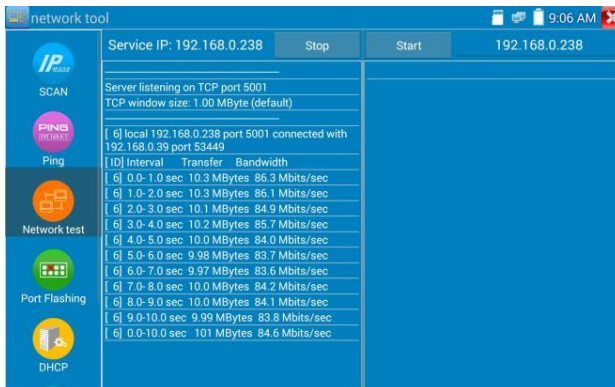 network tool
9:06 AM
Service IP: 192.168.0.238
Stop
Start
192.168.0.238
SCAN
PING
Ping
Network test
Port Flashing
DHCP
Server listening on TCP port 5001
TCP window size: 1.00 MByte (default)
[ 6] local 192.168.0.238 port 5001 connected with
192.168.0.39 port 53449
[ ID] Interval Transfer Bandwidth
[ 6] 0.0- 1.0 sec 10.3 MBytes 86.3 Mbits/sec
[ 6] 1.0- 2.0 sec 10.3 MBytes 86.1 Mbits/sec
[ 6] 2.0- 3.0 sec 10.1 MBytes 84.9 Mbits/sec
[ 6] 3.0- 4.0 sec 10.2 MBytes 85.7 Mbits/sec
[ 6] 4.0- 5.0 sec 10.0 MBytes 84.0 Mbits/sec
[ 6] 5.0- 6.0 sec 9.98 MBytes 83.7 Mbits/sec
[ 6] 6.0- 7.0 sec 9.97 MBytes 83.6 Mbits/sec
[ 6] 7.0- 8.0 sec 10.0 MBytes 84.2 Mbits/sec
[ 6] 8.0- 9.0 sec 10.0 MBytes 84.1 Mbits/sec
[ 6] 9.0-10.0 sec 9.99 MBytes 83.8 Mbits/sec
[ 6] 0.0-10.0 sec 101 MBytes 84.6 Mbits/sec